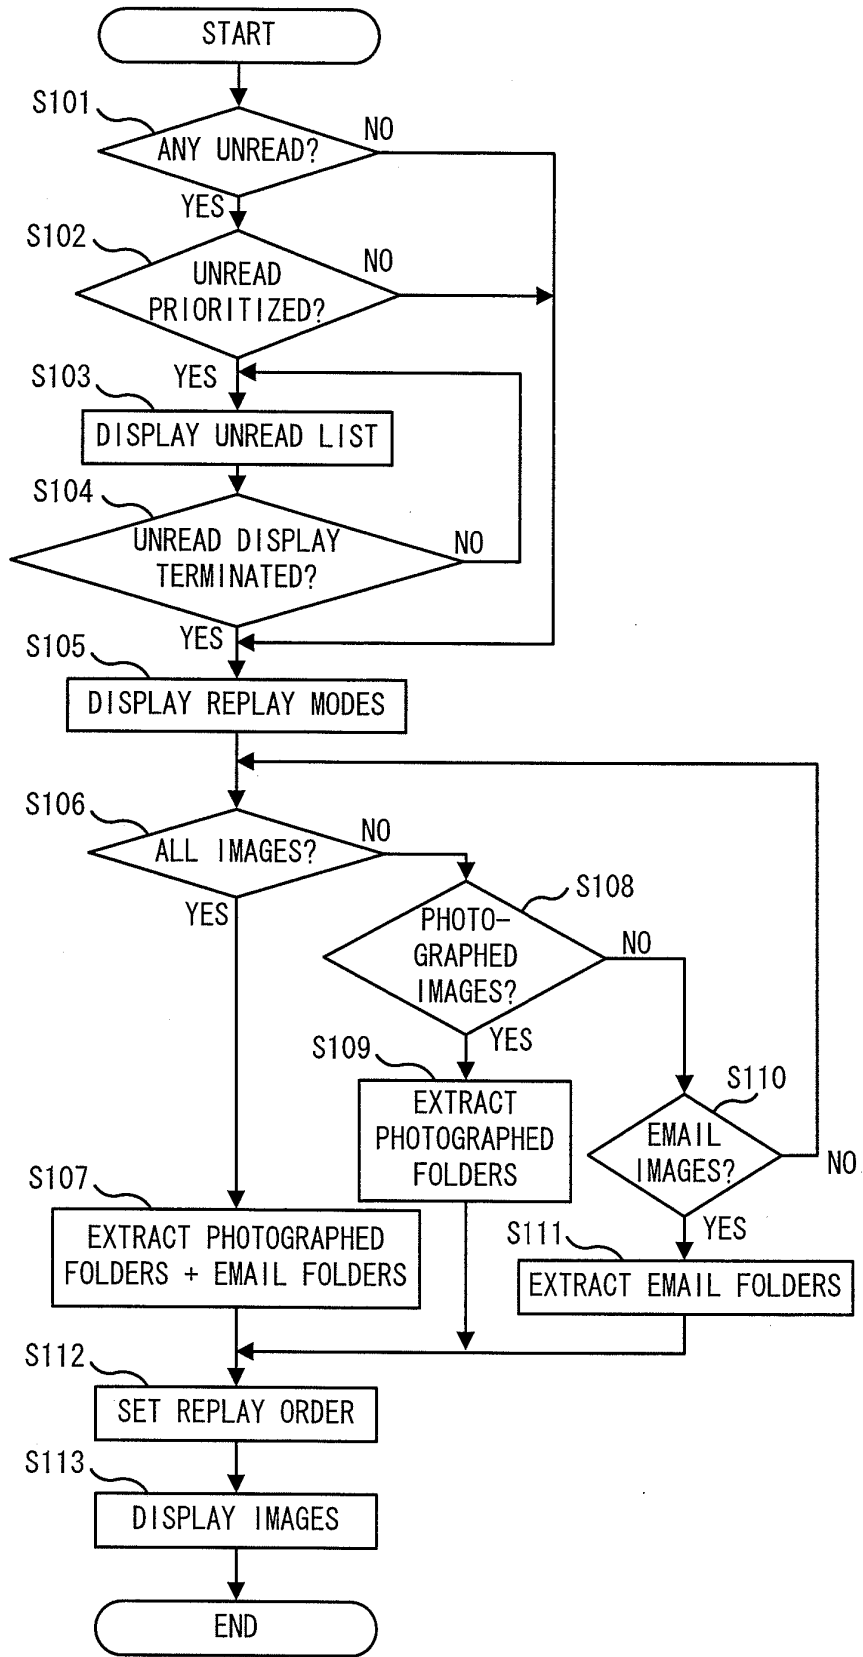 START
S101
ANY UNREAD?
NO
YES
S102
UNREAD
PRIORITIZED?
NO
YES
S103
DISPLAY UNREAD LIST
S104
UNREAD DISPLAY
TERMINATED?
NO
YES
S105
DISPLAY REPLAY MODES
S106
ALL IMAGES?
NO
YES
S108
PHOTO-
GRAPHED
IMAGES?
NO
YES
S109
EXTRACT
PHOTOGRAPHED
FOLDERS
S110
EMAIL
IMAGES?
NO
YES
S107
EXTRACT PHOTOGRAPHED
FOLDERS + EMAIL FOLDERS
S111
EXTRACT EMAIL FOLDERS
S112
SET REPLAY ORDER
S113
DISPLAY IMAGES
END